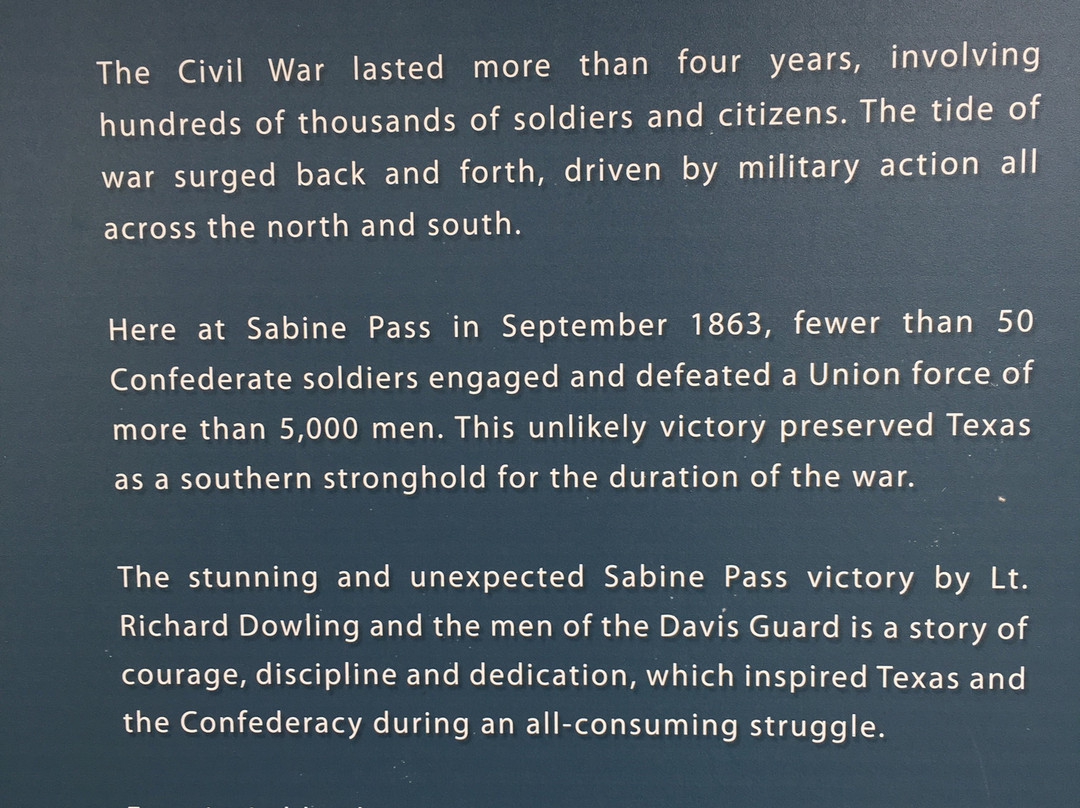 The Civil War lasted more than four years, involving
hundreds of thousands of soldiers and citizens. The tide of
war surged back and forth, driven by military action all
across the north and south.
Here at Sabine Pass in September 1863, fewer than 50
Confederate soldiers engaged and defeated a Union force of
more than 5,000 men. This unlikely victory preserved Texas
as a southern stronghold for the duration of the war.
The stunning and unexpected Sabine Pass victory by Lt.
Richard Dowling and the men of the Davis Guard is a story of
courage, discipline and dedication, which inspired Texas and
the Confederacy during an all-consuming struggle.